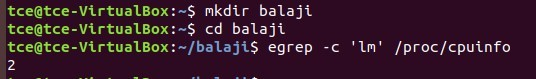 tce@tce-VirtualBox:~$ mkdir balaji
tce@tce-VirtualBox:~$ cd balaji
tce@tce-VirtualBox:~/balaji$ egrep -c 'lm' /proc/cpuinfo
2